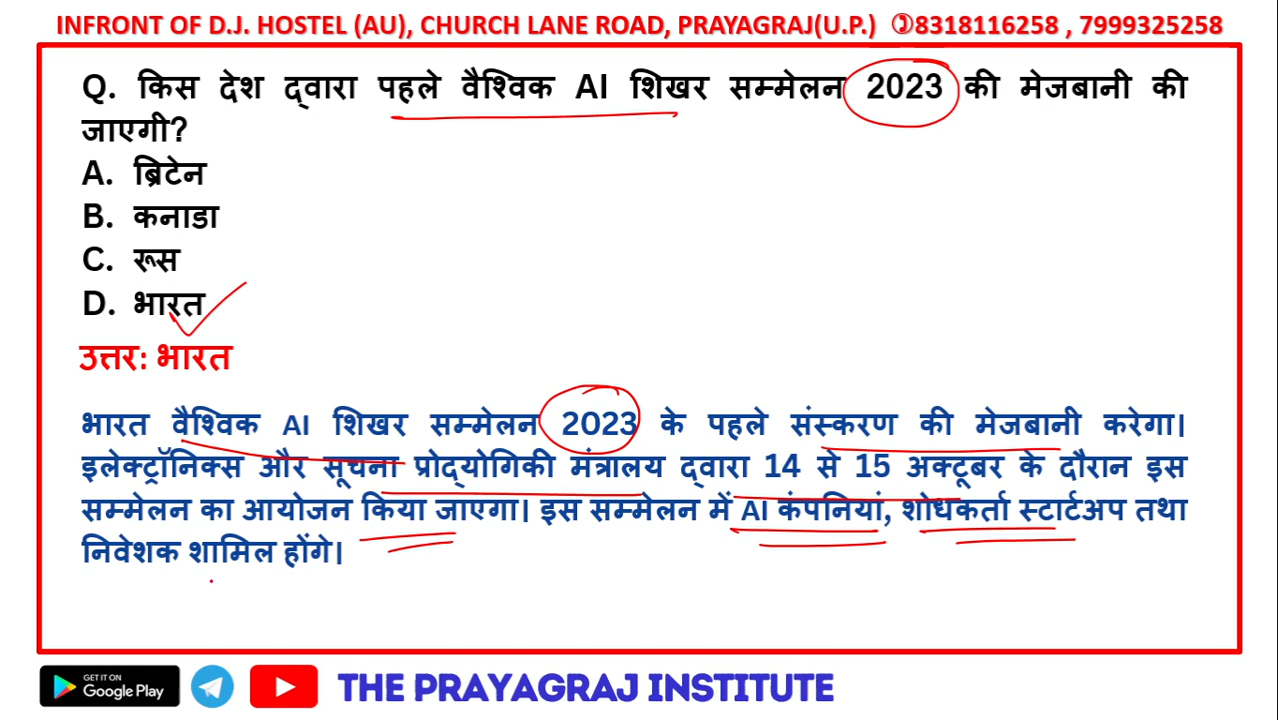 INFRONT OF D.J. HOSTEL (AU), CHURCH LANE ROAD, PRAYAGRAJ(U.P.) ✆8318116258 , 7999325258
Q. किस देश द्वारा पहले वैश्विक AI शिखर सम्मेलन 2023 की मेजबानी की
जाएगी?
A. ब्रिटेन
B. कनाडा
C. रूस
D. भारत
उत्तर: भारत
भारत वैश्विक AI शिखर सम्मेलन 2023 के पहले संस्करण की मेजबानी करेगा।
इलेक्ट्रॉनिक्स और सूचना प्रोद्योगिकी मंत्रालय द्वारा 14 से 15 अक्टूबर के दौरान इस
सम्मेलन का आयोजन किया जाएगा। इस सम्मेलन में AI कंपनियां, शोधकर्ता स्टार्टअप तथा
निवेशक शामिल होंगे।
GET IT ON
Google Play
THE PRAYAGRAJ INSTITUTE